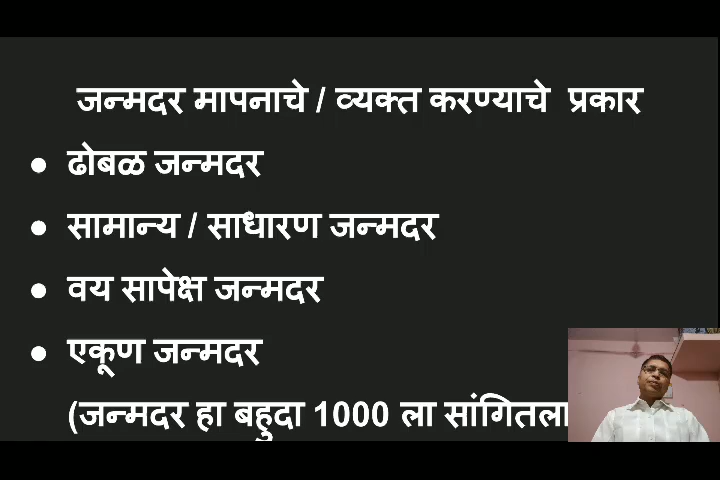 जन्मदर मापनाचे / व्यक्त करण्याचे प्रकार
● ढोबळ जन्मदर
● सामान्य / साधारण जन्मदर
● वय सापेक्ष जन्मदर
● एकूण जन्मदर
(जन्मदर हा बहुदा 1000 ला सांगितला